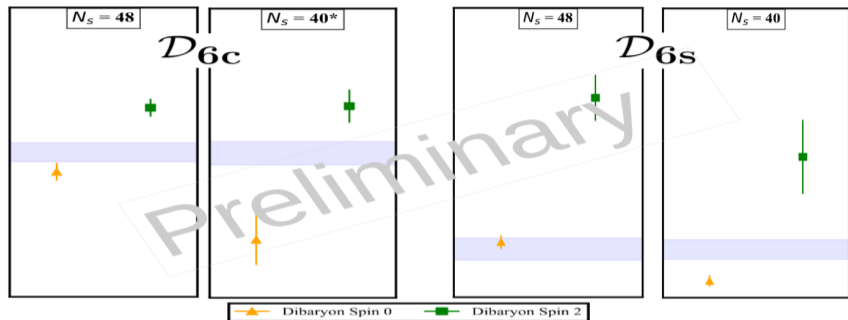 N_s = 48
N_s = 40*
N_s = 48
N_s = 40
𝒟_6c
𝒟_6s
Preliminary
Dibaryon Spin 0
Dibaryon Spin 2